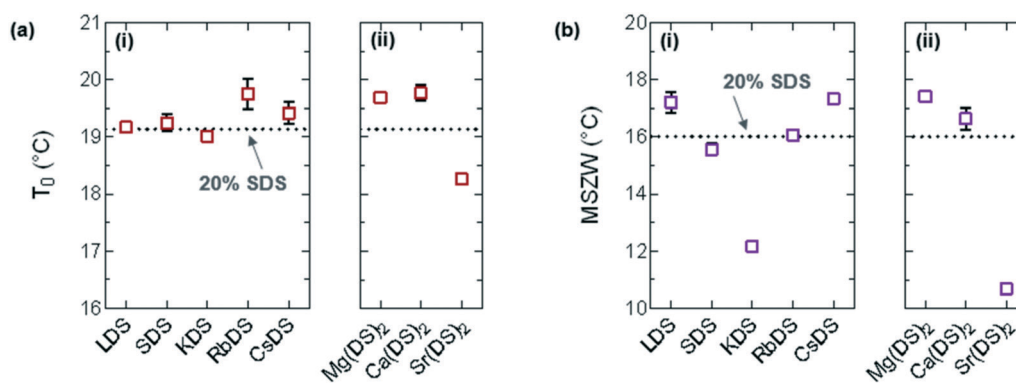 (a)
(i)
(ii)
T₀ (°C)
21
20
19
18
17
16
20% SDS
LDS
SDS
KDS
RbDS
CsDS
Mg(DS)₂
Ca(DS)₂
Sr(DS)₂
(b)
(i)
(ii)
MSZW (°C)
20
18
16
14
12
10
20% SDS
LDS
SDS
KDS
RbDS
CsDS
Mg(DS)₂
Ca(DS)₂
Sr(DS)₂